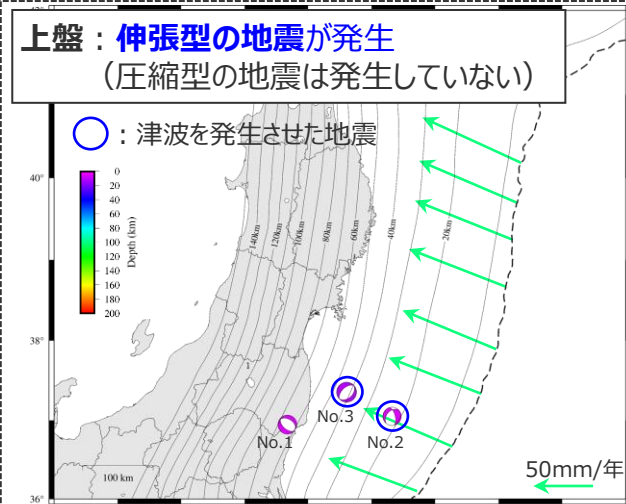 上盤：伸張型の地震が発生
（圧縮型の地震は発生していない）
：津波を発生させた地震
0
20
40
60
80
100
120
140
160
180
200
Depth (km)
40°
38°
36°
140km
120km
100km
80km
60km
40km
20km
No.3
No.1
No.2
100 km
50mm/年